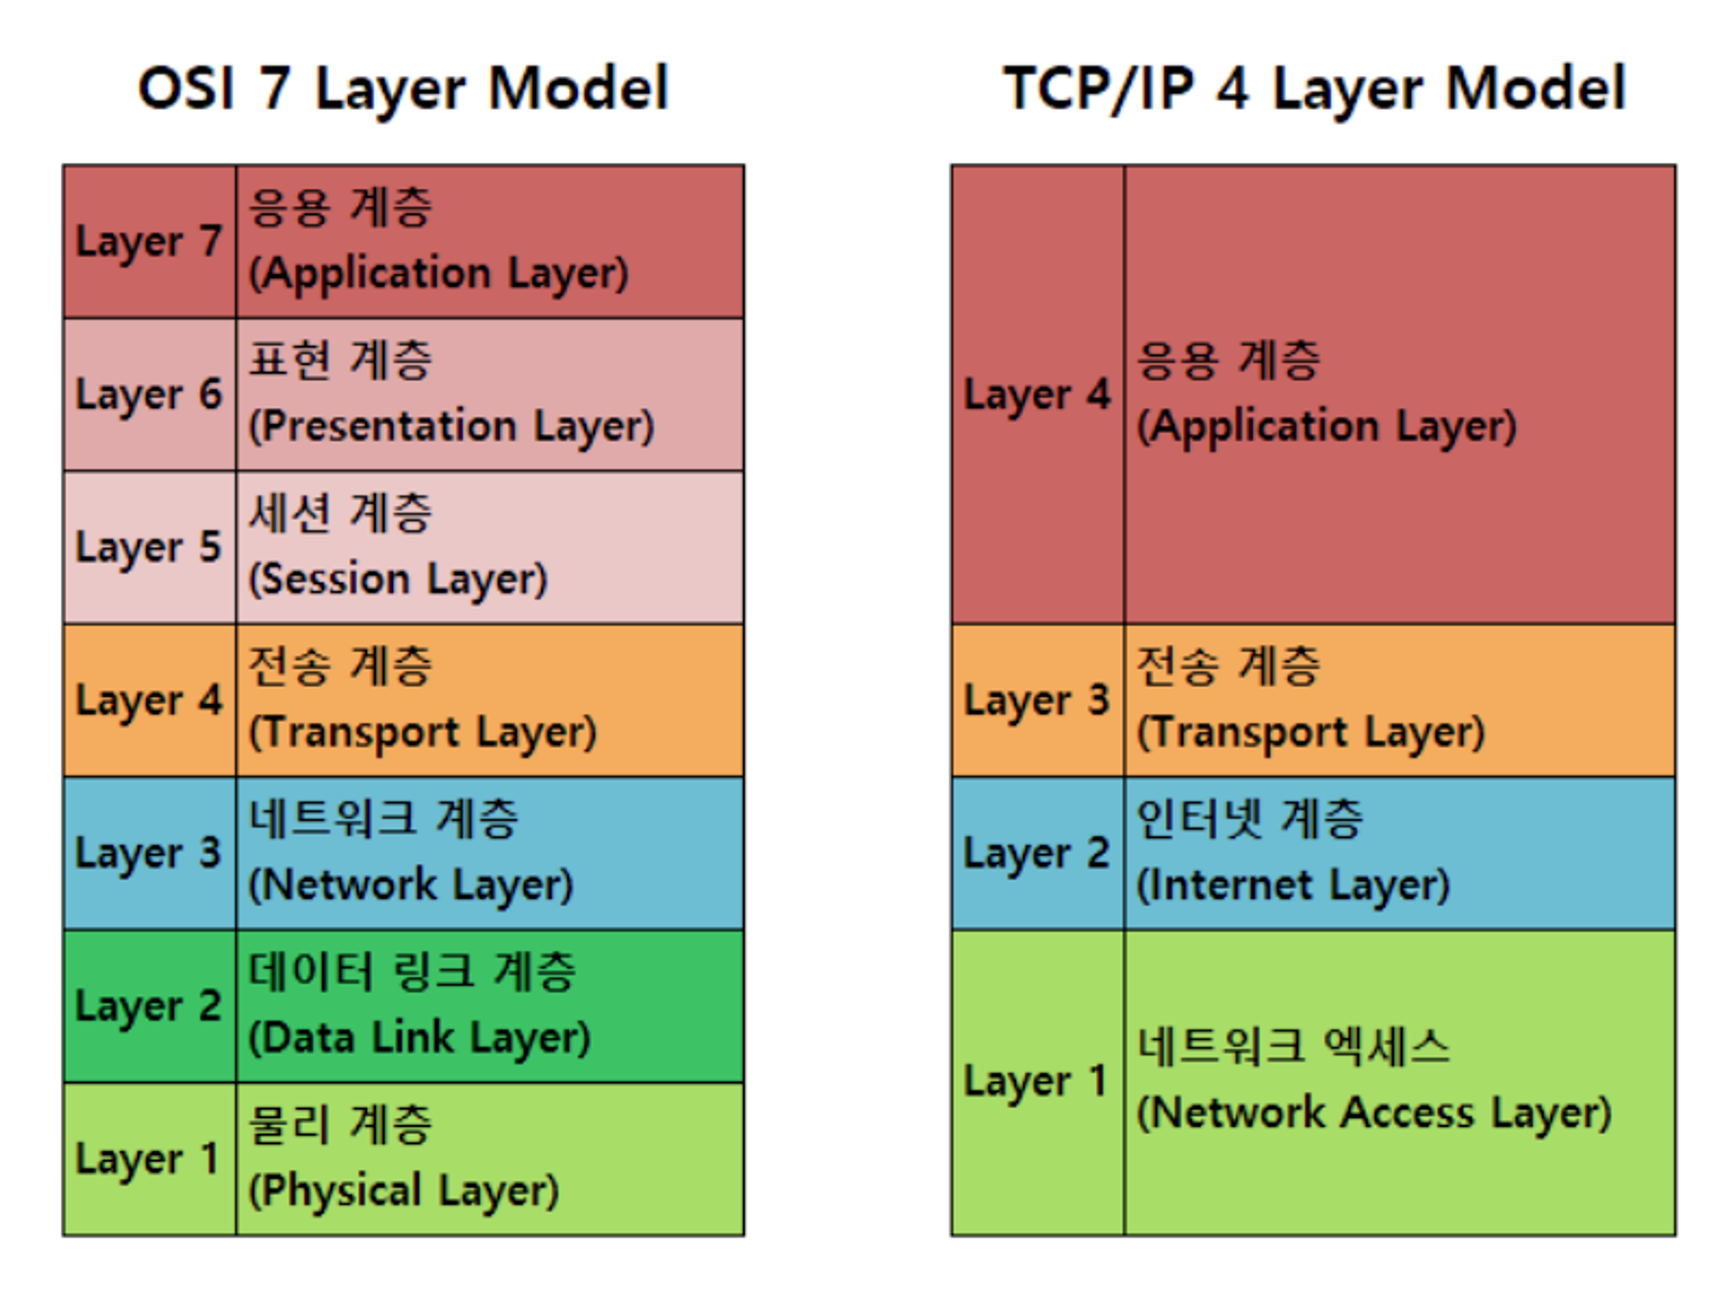 OSI 7 Layer Model
Layer 7
응용 계층
(Application Layer)
Layer 6
표현 계층
(Presentation Layer)
Layer 5
세션 계층
(Session Layer)
Layer 4
전송 계층
(Transport Layer)
Layer 3
네트워크 계층
(Network Layer)
Layer 2
데이터 링크 계층
(Data Link Layer)
Layer 1
물리 계층
(Physical Layer)
TCP/IP 4 Layer Model
Layer 4
응용 계층
(Application Layer)
Layer 3
전송 계층
(Transport Layer)
Layer 2
인터넷 계층
(Internet Layer)
Layer 1
네트워크 엑세스
(Network Access Layer)